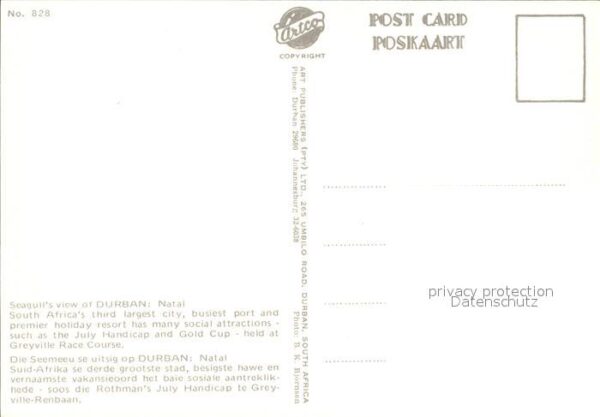 No. 828
Artco
COPYRIGHT
POST CARD
POSKAART
ART PUBLISHERS (PTY) LTD., 265 UMBILO ROAD, DURBAN, SOUTH AFRICA
Phone: Durban 29680 Johannesburg 32-6038
Photo: B. K. Bjornsen
privacy protection
Datenschutz
Seagull's view of DURBAN: Natal
South Africa's third largest city, busiest port and
premier holiday resort has many social attractions -
such as the July Handicap and Gold Cup - held at
Greyville Race Course.
Die Seemeeu se uitsig op DURBAN: Natal
Suid-Afrika se derde grootste stad, besigste hawe en
vernaamste vakansieoord het baie sosiale aantreklik-
hede - soos die Rothman's July Handicap te Grey-
ville-Renbaan.